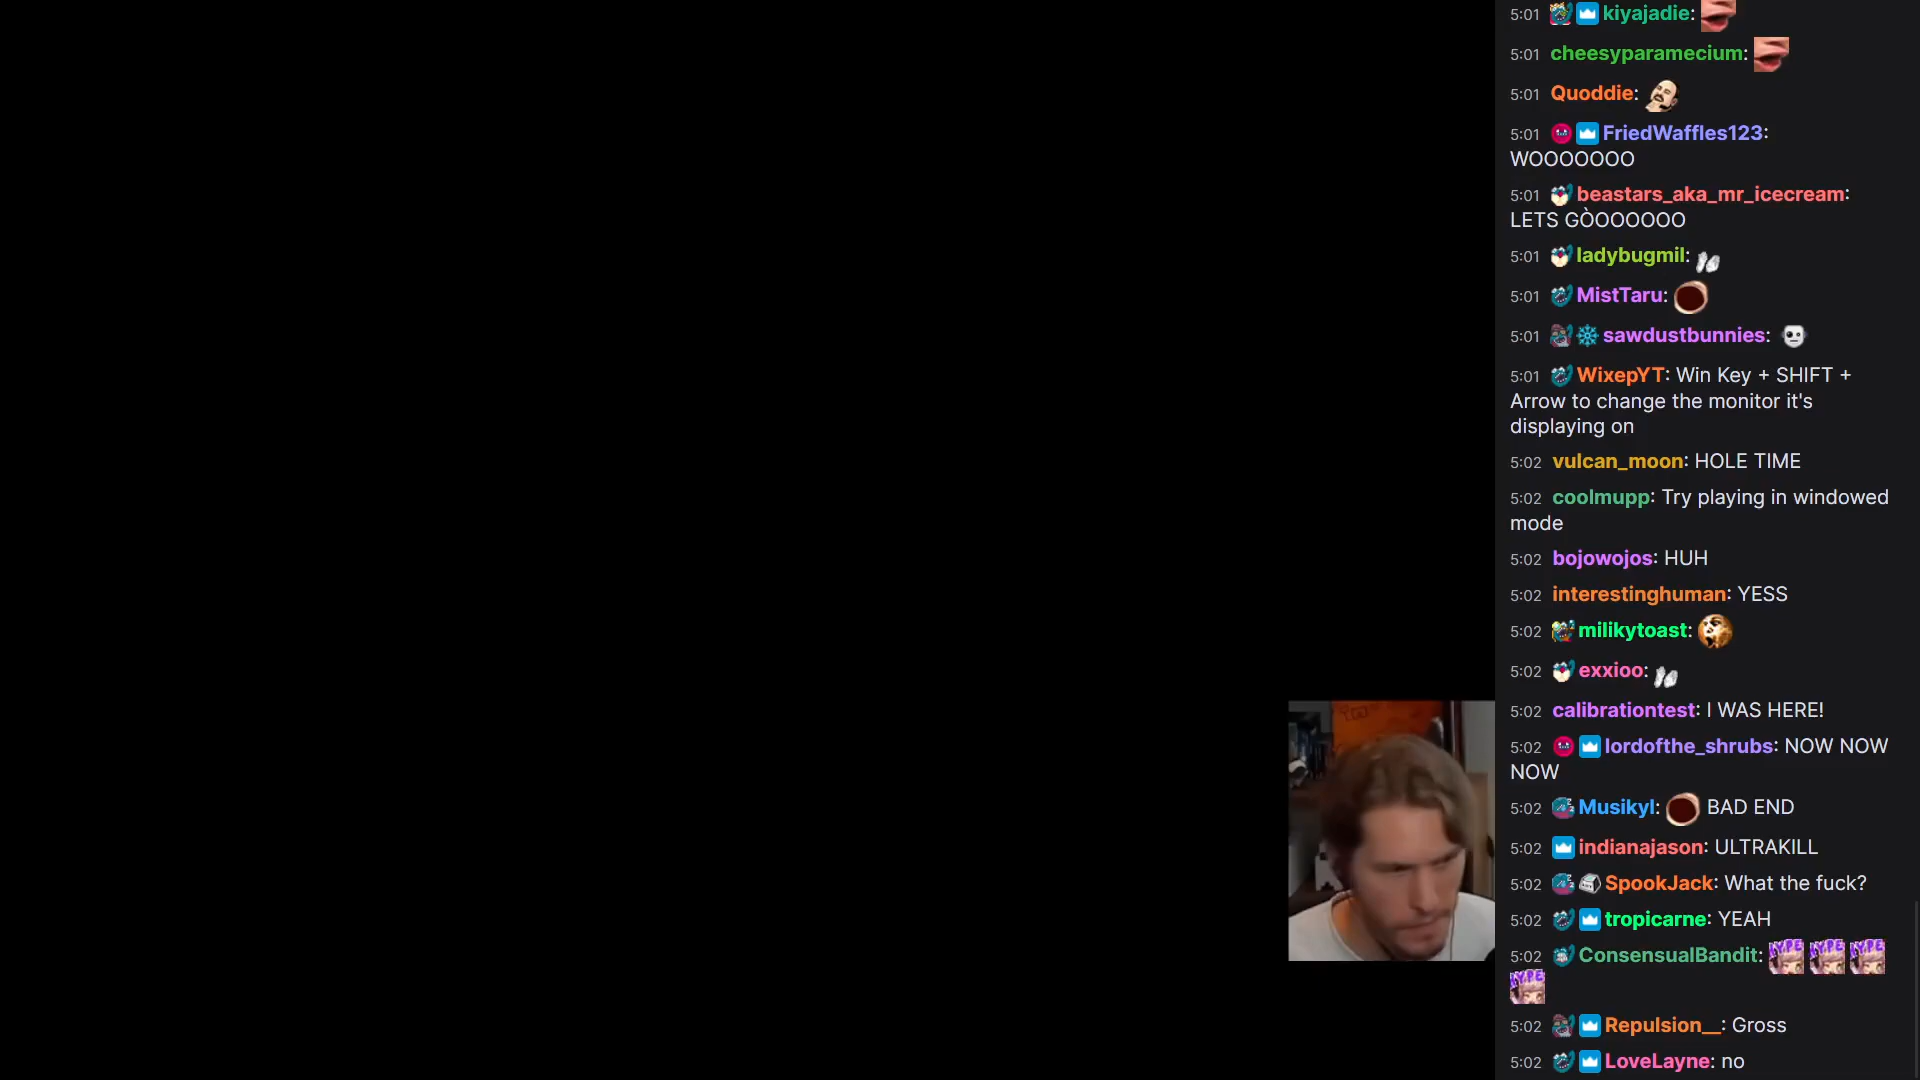 5:01 kiyajadie:
5:01 cheesyparamecium:
5:01 Quoddie:
5:01 FriedWaffles123:
WOOOOOOO
5:01 beastars_aka_mr_icecream:
LETS GÒOOOOOO
5:01 ladybugmil:
5:01 MistTaru:
5:01 sawdustbunnies:
5:01 WixepYT: Win Key + SHIFT +
Arrow to change the monitor it's
displaying on
5:02 vulcan_moon: HOLE TIME
5:02 coolmupp: Try playing in windowed
mode
5:02 bojowojos: HUH
5:02 interestinghuman: YESS
5:02 milikytoast:
5:02 exxioo:
5:02 calibrationtest: I WAS HERE!
5:02 lordofthe_shrubs: NOW NOW
NOW
5:02 Musikyl: BAD END
5:02 indianajason: ULTRAKILL
5:02 SpookJack: What the fuck?
5:02 tropicarne: YEAH
5:02 ConsensualBandit: HYPE HYPE HYPE
HYPE
5:02 Repulsion__: Gross
5:02 LoveLayne: no